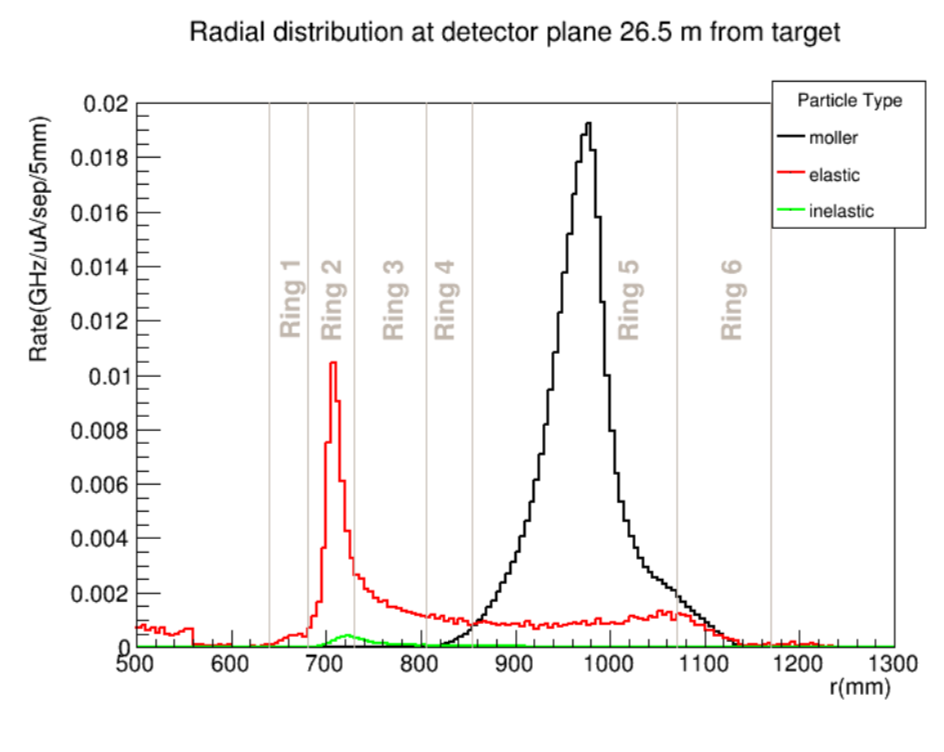 Radial distribution at detector plane 26.5 m from target
Rate(GHz/uA/sep/5mm)
0.02
0.018
0.016
0.014
0.012
0.01
0.008
0.006
0.004
0.002
0
Ring 1
Ring 2
Ring 3
Ring 4
Ring 5
Ring 6
Particle Type
moller
elastic
inelastic
500 600 700 800 900 1000 1100 1200 1300
r(mm)